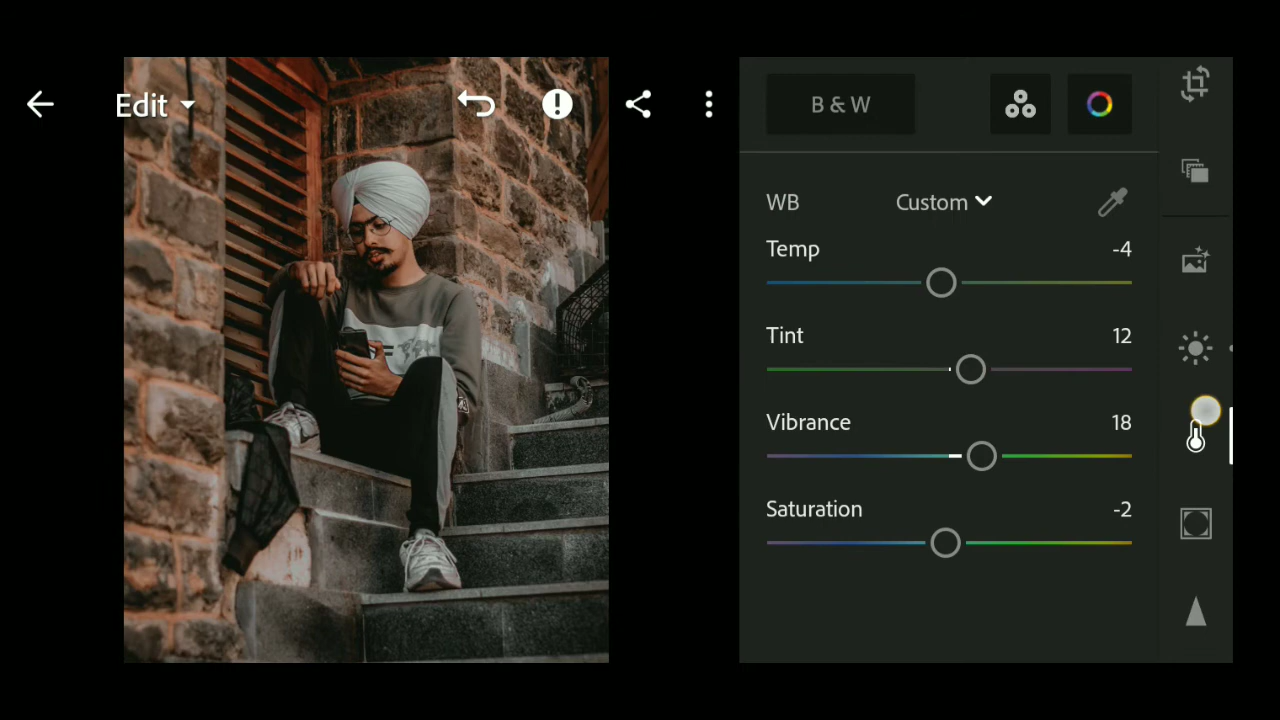 Edit
B & W
WB Custom
Temp -4
Tint 12
Vibrance 18
Saturation -2